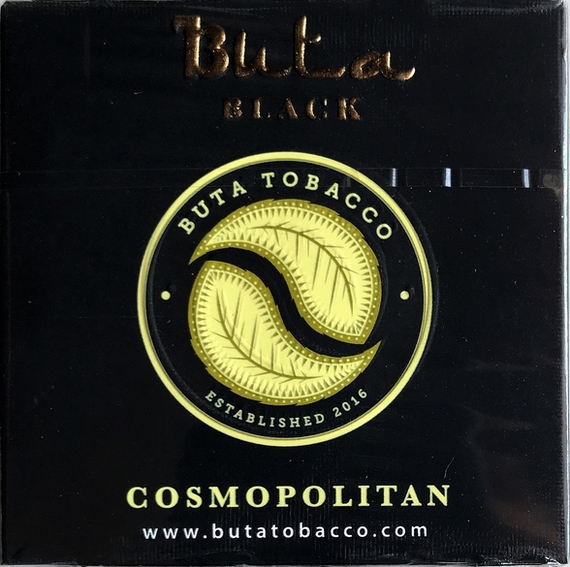 Buta
BLACK
BUTA TOBACCO
ESTABLISHED 2016
COSMOPOLITAN
www.butatobacco.com